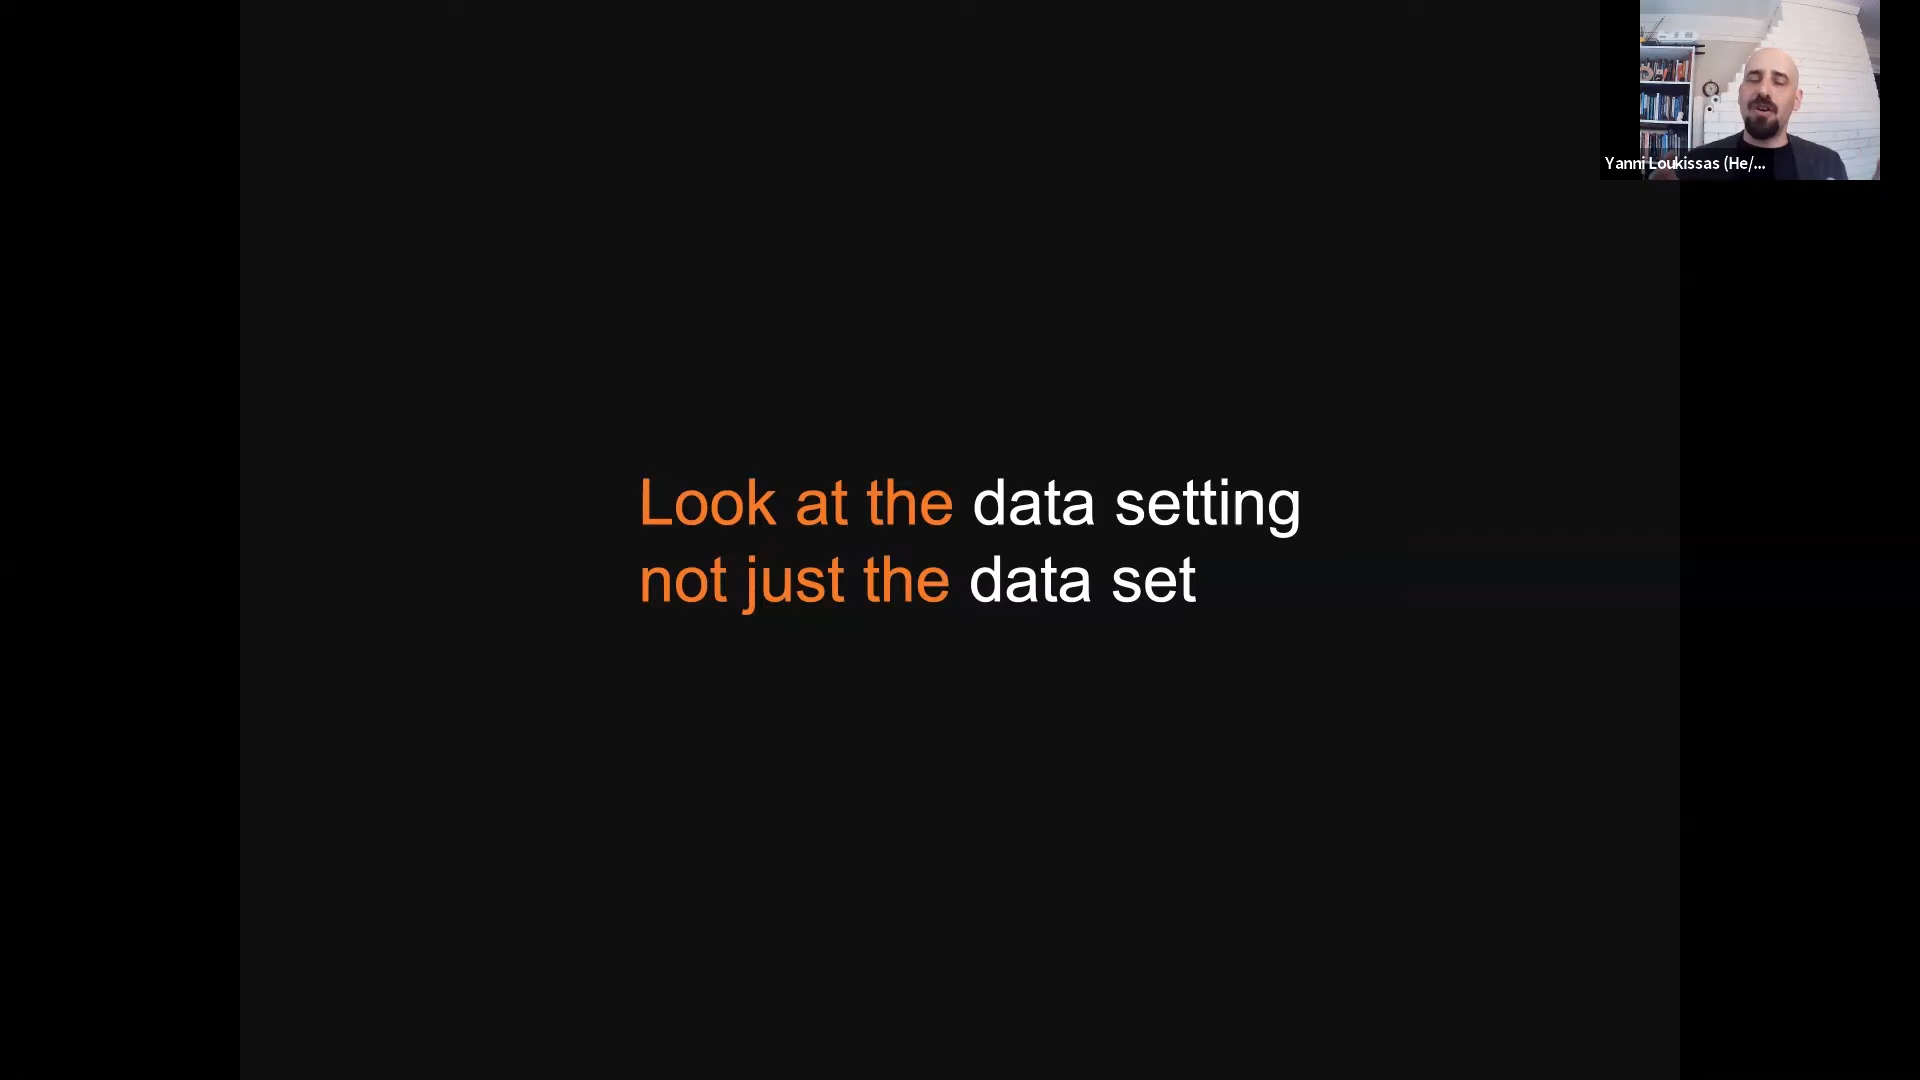 Yanni Loukissas (He/...
Look at the data setting
not just the data set